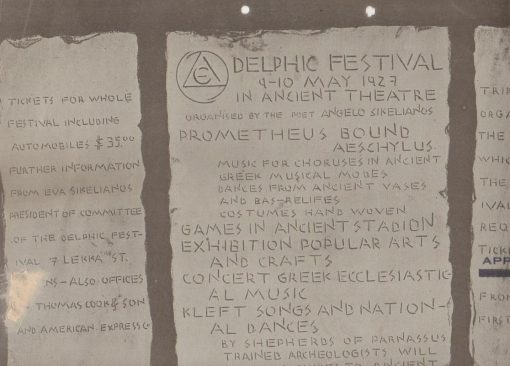 TICKETS FOR WHOLE
FESTIVAL INCLUDING
AUTOMOBILES $35.00
FURTHER INFORMATION
FROM EVA SIKELIANOS
PRESIDENT OF COMMITTEE
OF THE DELPHIC FEST-
IVAL 7 LEKKA ST.
NS-ALSO OFFICES
THOMAS COOK & SON
AND AMERICAN EXPRESS
DELPHIC FESTIVAL
9-10 MAY 1927
IN ANCIENT THEATRE
ORGANISED BY THE POET ANGELO SIKELIANOS
PROMETHEUS BOUND
AESCHYLUS.
MUSIC FOR CHORUSES IN ANCIENT
GREEK MUSICAL MODES
DANCES FROM ANCIENT VASES
AND BAS-RELIFES
COSTUMES HAND WOVEN
GAMES IN ANCIENT STADION
EXHIBITION POPULAR ARTS
AND CRAFTS
CONCERT GREEK ECCLESIASTIC-
AL MUSIC
KLEFT SONGS AND NATION-
AL DANCES
BY SHEPHERDS OF PARNASSUS
TRAINED ARCHEOLOGISTS WILL
ANCIENT
TRI
ORGA
THE
WHIC
THE
IVAL
REQ
TICK
APP
FROM
FIRST